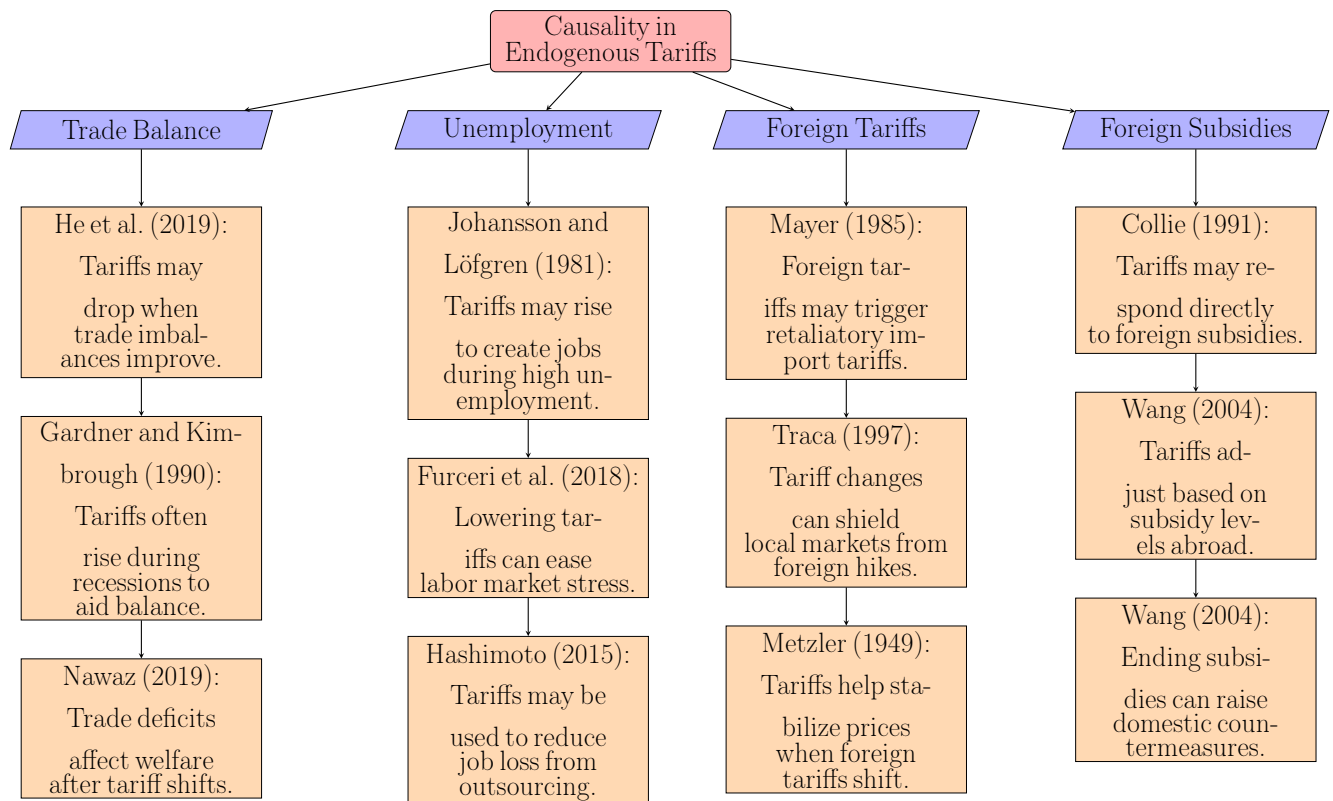 Causality in
Endogenous Tariffs
Trade Balance
Unemployment
Foreign Tariffs
Foreign Subsidies
He et al. (2019):
Tariffs may
drop when
trade imbal-
ances improve.
Gardner and Kim-
brough (1990):
Tariffs often
rise during
recessions to
aid balance.
Nawaz (2019):
Trade deficits
affect welfare
after tariff shifts.
Johansson and
Löfgren (1981):
Tariffs may rise
to create jobs
during high un-
employment.
Furceri et al. (2018):
Lowering tar-
iffs can ease
labor market stress.
Hashimoto (2015):
Tariffs may be
used to reduce
job loss from
outsourcing.
Mayer (1985):
Foreign tar-
iffs may trigger
retaliatory im-
port tariffs.
Traca (1997):
Tariff changes
can shield
local markets from
foreign hikes.
Metzler (1949):
Tariffs help sta-
bilize prices
when foreign
tariffs shift.
Collie (1991):
Tariffs may re-
spond directly
to foreign subsidies.
Wang (2004):
Tariffs ad-
just based on
subsidy lev-
els abroad.
Wang (2004):
Ending subsi-
dies can raise
domestic coun-
termeasures.